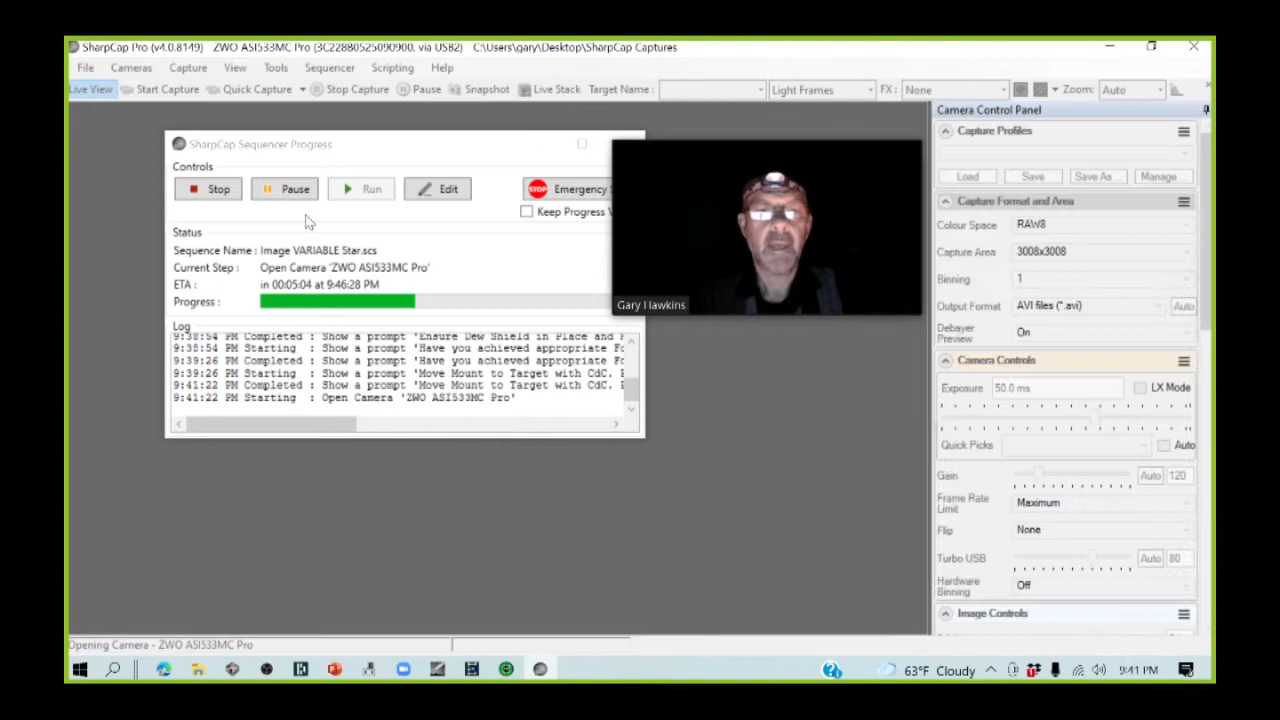 SharpCap Pro (v4.0.8149)   ZWO ASI533MC Pro (3C228B0525090900, via USB2)   C:\Users\gary\Desktop\SharpCap Captures
File Cameras Capture View Tools Sequencer Scripting Help
Live View Start Capture Quick Capture Stop Capture Pause Snapshot Live Stack Target Name : Light Frames FX: None Zoom: Auto
Camera Control Panel
Capture Profiles
Load Save Save As... Manage...
Capture Format and Area
Colour Space RAW8
Capture Area 3008x3008
Binning 1
Output Format AVI files (*.avi) Auto
Debayer
Preview On
Camera Controls
Exposure 50.0 ms LX Mode
Quick Picks Auto
Gain Auto 120
Frame Rate
Limit Maximum
Flip None
Turbo USB Auto 80
Hardware
Binning Off
Image Controls
SharpCap Sequencer Progress
Controls
Stop Pause Run Edit STOP Emergency
Keep Progress
Status
Sequence Name : Image VARIABLE Star.scs
Current Step : Open Camera 'ZWO ASI533MC Pro'
ETA : in 00:05:04 at 9:46:28 PM
Progress :
Log
9:38:54 PM Completed : Show a prompt 'Ensure Dew Shield in Place and
9:38:54 PM Starting : Show a prompt 'Have you achieved appropriate Fo
9:39:26 PM Completed : Show a prompt 'Have you achieved appropriate Fo
9:39:26 PM Starting : Show a prompt 'Move Mount to Target with CdC.
9:41:22 PM Completed : Show a prompt 'Move Mount to Target with CdC.
9:41:22 PM Starting : Open Camera 'ZWO ASI533MC Pro'
Gary Hawkins
Opening Camera - ZWO ASI533MC Pro
63°F Cloudy 9:41 PM